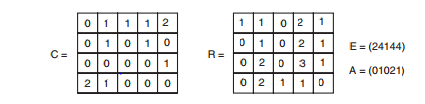 0 1 1 1 2 1 1 0 2 1
0 1 0 1 0 0 1 0 2 1 E = (24144)
C = R =
0 0 0 0 1 0 2 0 3 1 A = (01021)
2 1 0 0 0 0 2 1 1 0